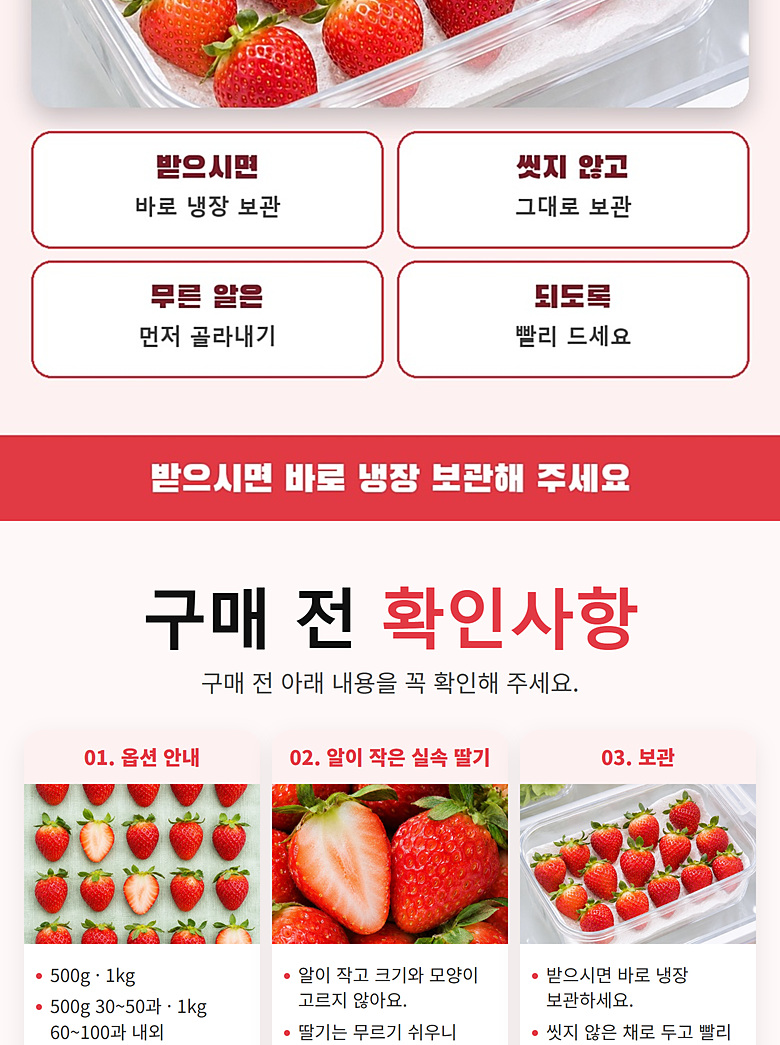 받으시면
바로 냉장 보관
씻지 않고
그대로 보관
무른 알은
먼저 골라내기
되도록
빨리 드세요
받으시면 바로 냉장 보관해 주세요
구매 전 확인사항
구매 전 아래 내용을 꼭 확인해 주세요.
01. 옵션 안내
500g · 1kg
500g 30~50과 · 1kg
60~100과 내외
02. 알이 작은 실속 딸기
알이 작고 크기와 모양이
고르지 않아요.
딸기는 무르기 쉬우니
03. 보관
받으시면 바로 냉장
보관하세요.
씻지 않은 채로 두고 빨리